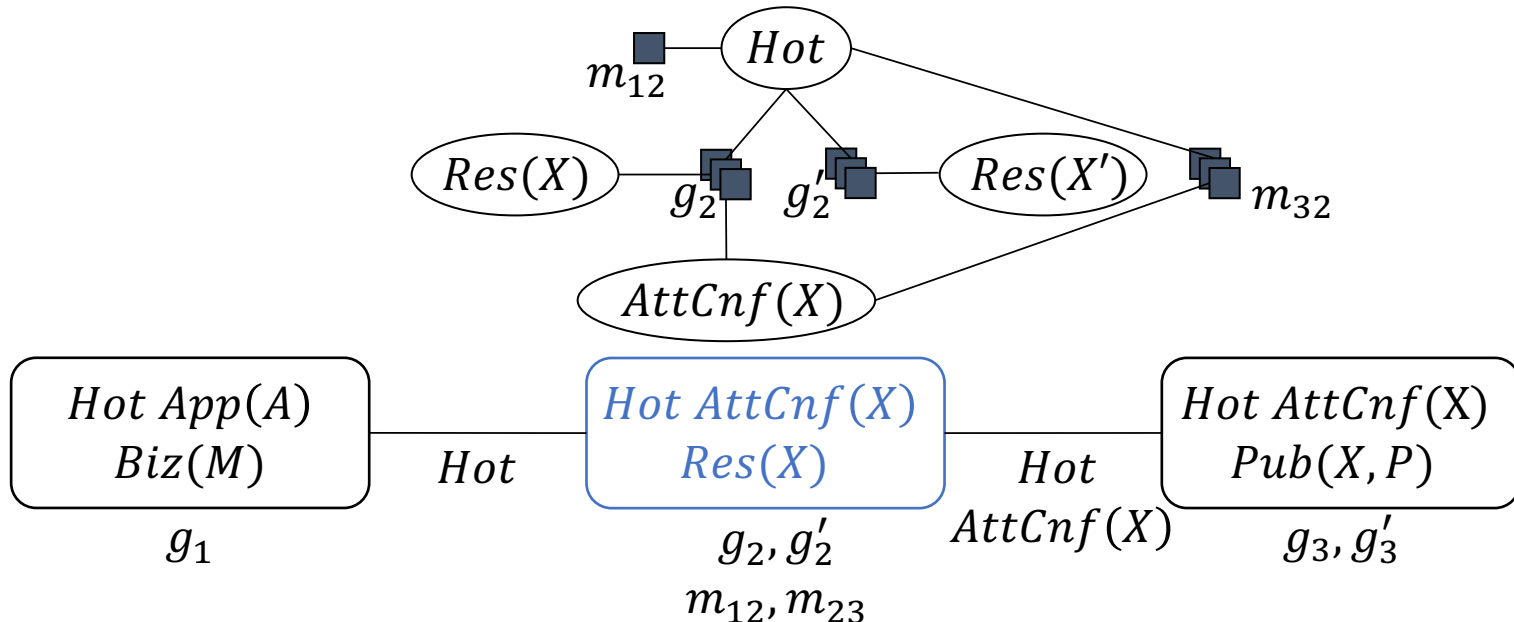 Hot
m₁₂
Res(X)
g₂
g₂′
Res(X′)
m₃₂
AttCnf(X)
Hot App(A)
Biz(M)
Hot
Hot AttCnf(X)
Res(X)
Hot
AttCnf(X)
Hot AttCnf(X)
Pub(X, P)
g₁
g₂, g₂′
m₁₂, m₂₃
g₃, g₃′